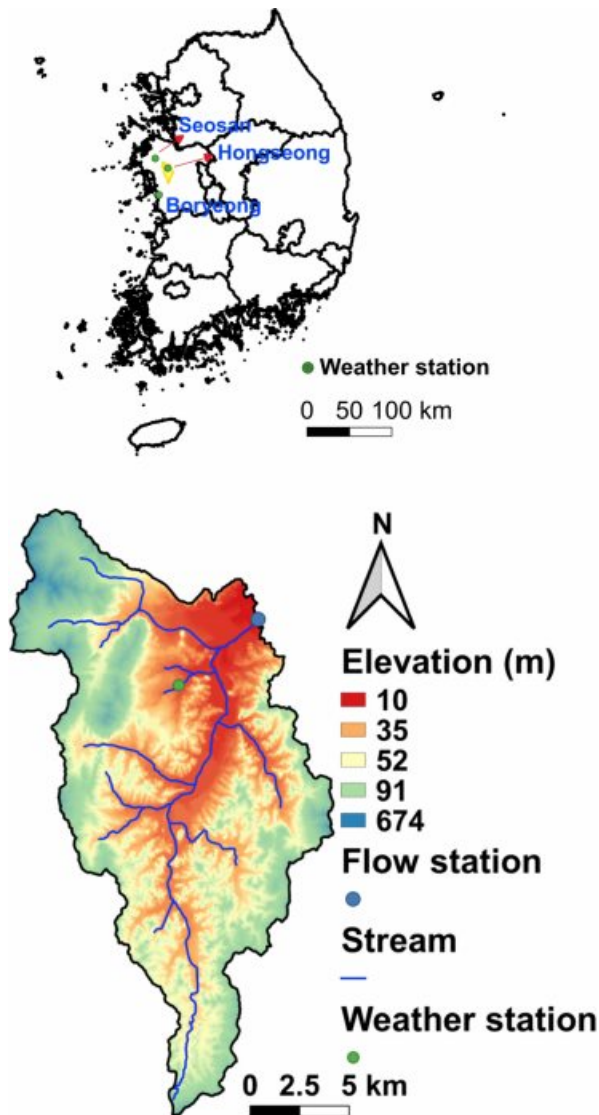 Seosan
Hongseong
Boryeong
Weather station
0 50 100 km
N
Elevation (m)
10
35
52
91
674
Flow station
Stream
Weather station
0 2.5 5 km